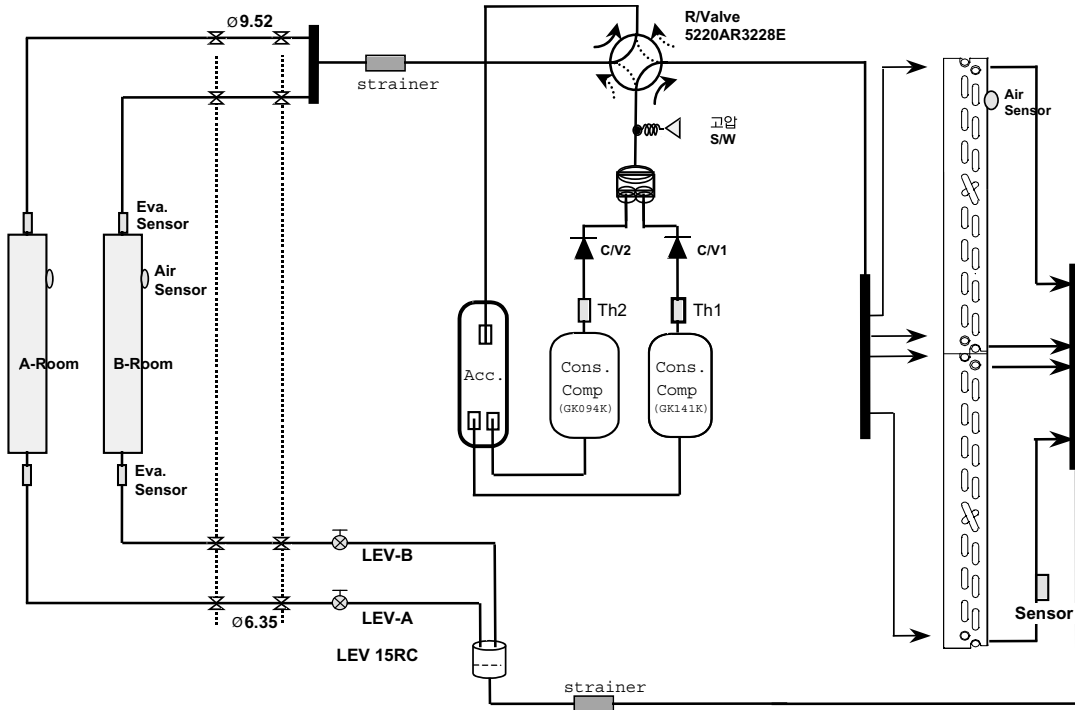 Ø9.52
R/Valve
5220AR3228E
strainer
고압
S/W
Air
Sensor
Eva.
Sensor
C/V2
C/V1
Air
Sensor
Th2
Th1
A-Room
B-Room
Acc.
Cons.
Comp
(GK094K)
Cons.
Comp
(GK141K)
Eva.
Sensor
LEV-B
LEV-A
Ø6.35
Sensor
LEV 15RC
strainer